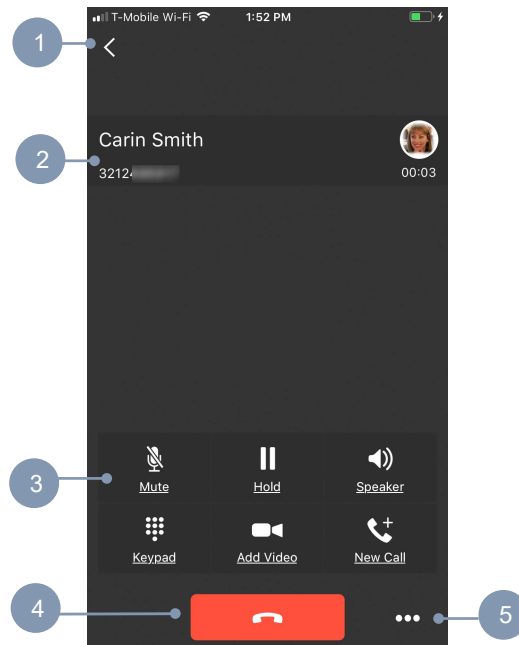 T-Mobile Wi-Fi 1:52 PM
1
Carin Smith
2
3212 00:03
3
Mute Hold Speaker
Keypad Add Video New Call
4
5